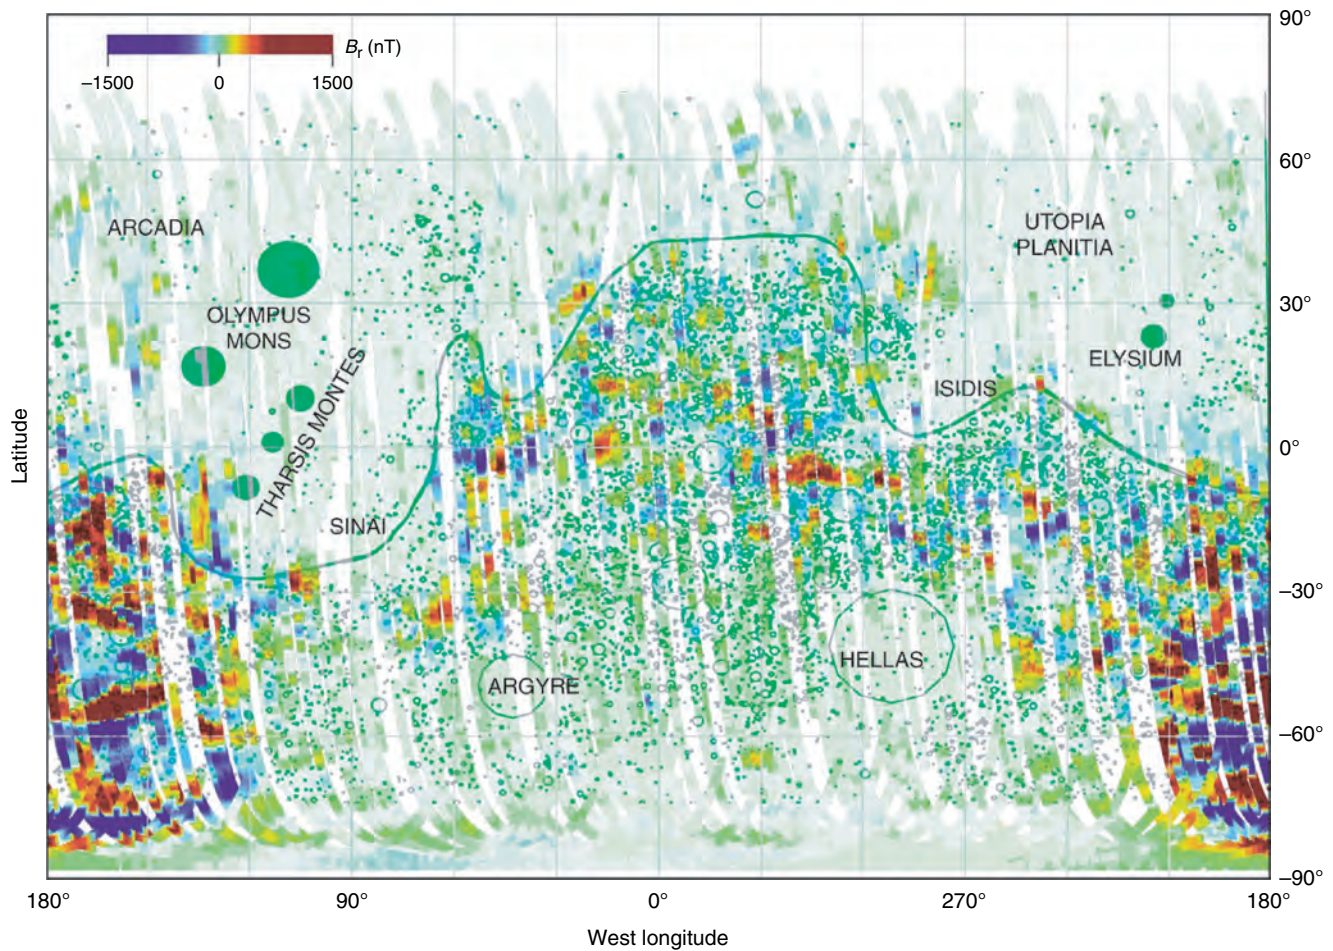 90°
B_r (nT)
−1500 0 1500
60°
ARCADIA
UTOPIA
PLANITIA
30°
OLYMPUS
MONS
ELYSIUM
THARSIS MONTES
ISIDIS
Latitude
0°
SINAI
−30°
HELLAS
ARGYRE
−60°
−90°
180° 90° 0° 270° 180°
West longitude